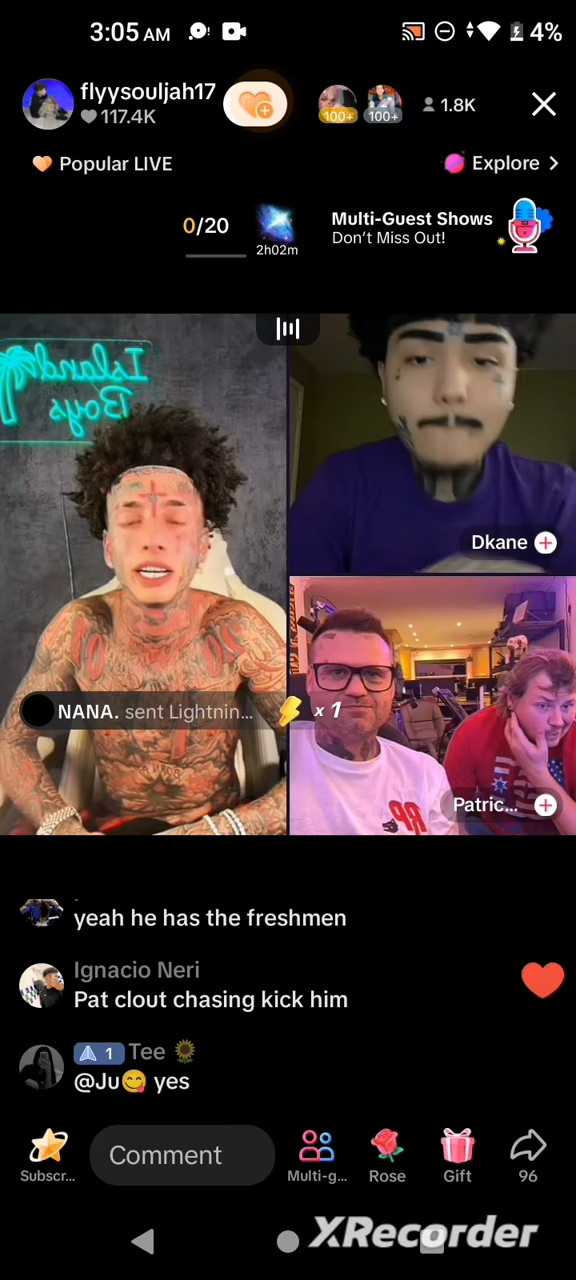 3:05 AM
4%
flyysouljah17
117.4K
100+
100+
1.8K
Popular LIVE
Explore >
0/20
2h02m
Multi-Guest Shows
Don't Miss Out!
Island
Boys
Dkane
NANA. sent Lightnin...
x 1
Patric...
yeah he has the freshmen
Ignacio Neri
Pat clout chasing kick him
1 Tee 🌻
@Ju😋 yes
Subscr...
Comment
Multi-g...
Rose
Gift
96
XRecorder